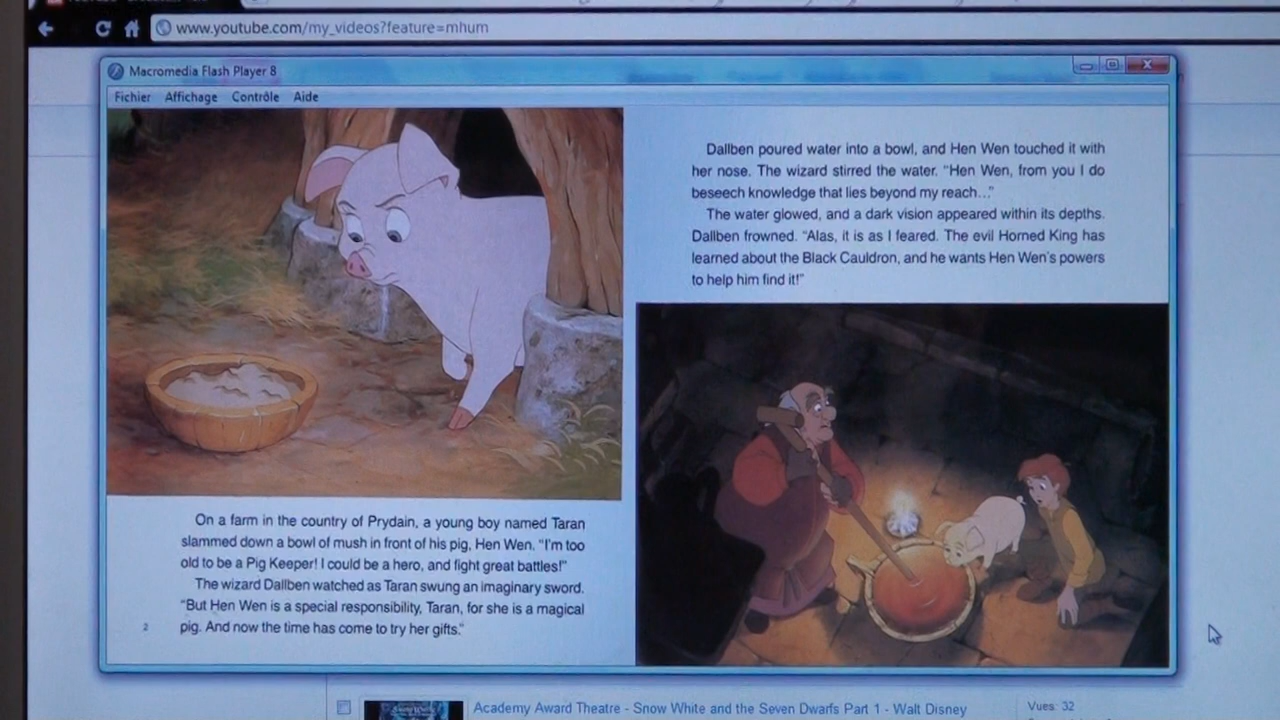 www.youtube.com/my_videos?feature=mhum
Macromedia Flash Player 8
Fichier Affichage Contrôle Aide
On a farm in the country of Prydain, a young boy named Taran
slammed down a bowl of mush in front of his pig, Hen Wen. “I'm too
old to be a Pig Keeper! I could be a hero, and fight great battles!”
The wizard Dallben watched as Taran swung an imaginary sword.
“But Hen Wen is a special responsibility, Taran, for she is a magical
pig. And now the time has come to try her gifts.”
2
Dallben poured water into a bowl, and Hen Wen touched it with
her nose. The wizard stirred the water. “Hen Wen, from you I do
beseech knowledge that lies beyond my reach...”
The water glowed, and a dark vision appeared within its depths.
Dallben frowned. “Alas, it is as I feared. The evil Horned King has
learned about the Black Cauldron, and he wants Hen Wen's powers
to help him find it!”
Academy Award Theatre - Snow White and the Seven Dwarfs Part 1 - Walt Disney
Vues: 32